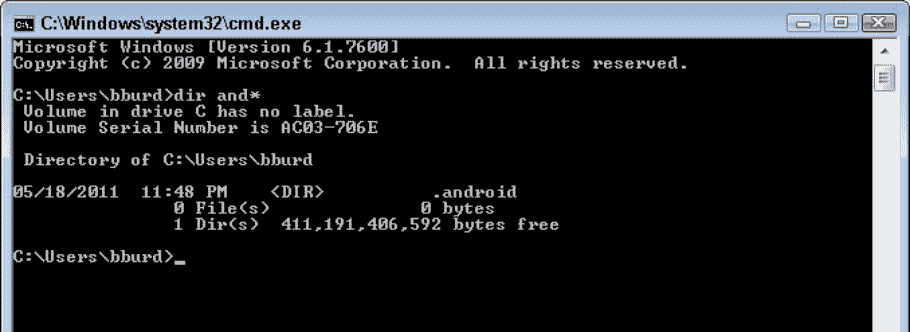 C:\Windows\system32\cmd.exe
Microsoft Windows [Version 6.1.7600]
Copyright (c) 2009 Microsoft Corporation.  All rights reserved.
C:\Users\bburd>dir and*
 Volume in drive C has no label.
 Volume Serial Number is AC03-706E
 Directory of C:\Users\bburd
05/18/2011  11:48 PM    <DIR>          .android
               0 File(s)              0 bytes
               1 Dir(s)  411,191,406,592 bytes free
C:\Users\bburd>_